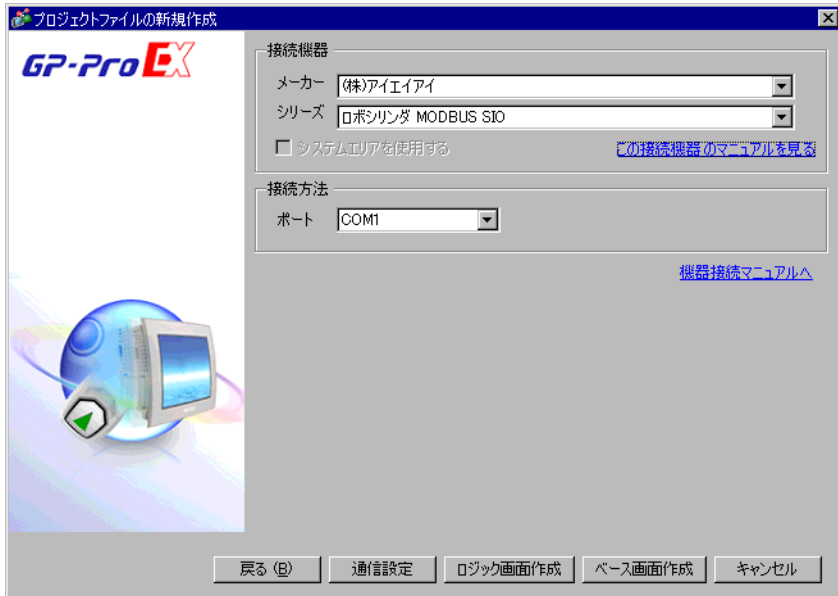 プロジェクトファイルの新規作成
GP-Pro EX
接続機器
メーカー (株)アイエイアイ
シリーズ ロボシリンダ MODBUS SIO
システムエリアを使用する この接続機器のマニュアルを見る
接続方法
ポート COM1
機器接続マニュアルへ
戻る (B) 通信設定 ロジック画面作成 ベース画面作成 キャンセル